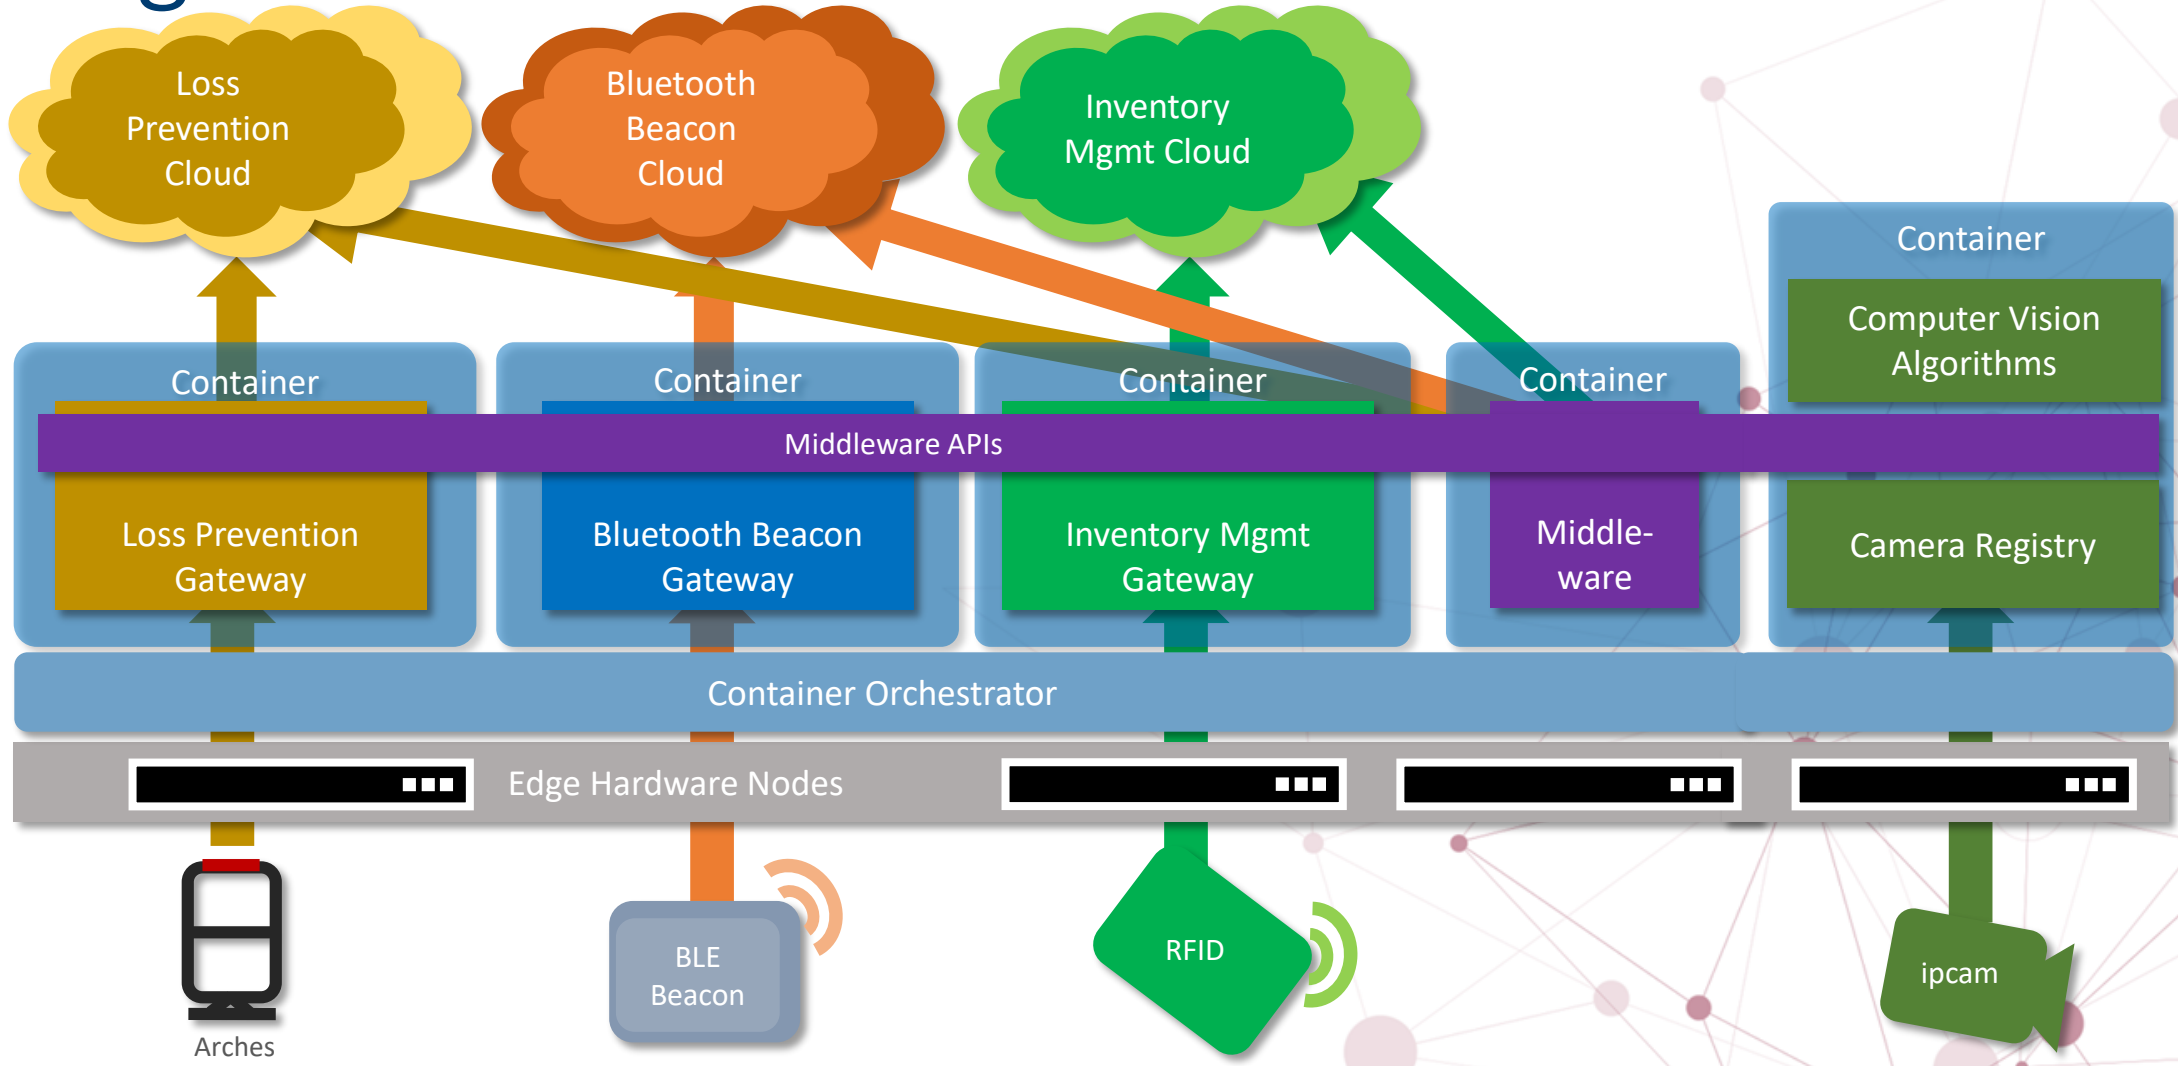 Loss
Prevention
Cloud
Bluetooth
Beacon
Cloud
Inventory
Mgmt Cloud
Container
Computer Vision
Algorithms
Container
Container
Container
Container
Middleware APIs
Loss Prevention
Gateway
Bluetooth Beacon
Gateway
Inventory Mgmt
Gateway
Middle-
ware
Camera Registry
Container Orchestrator
Edge Hardware Nodes
Arches
BLE
Beacon
RFID
ipcam